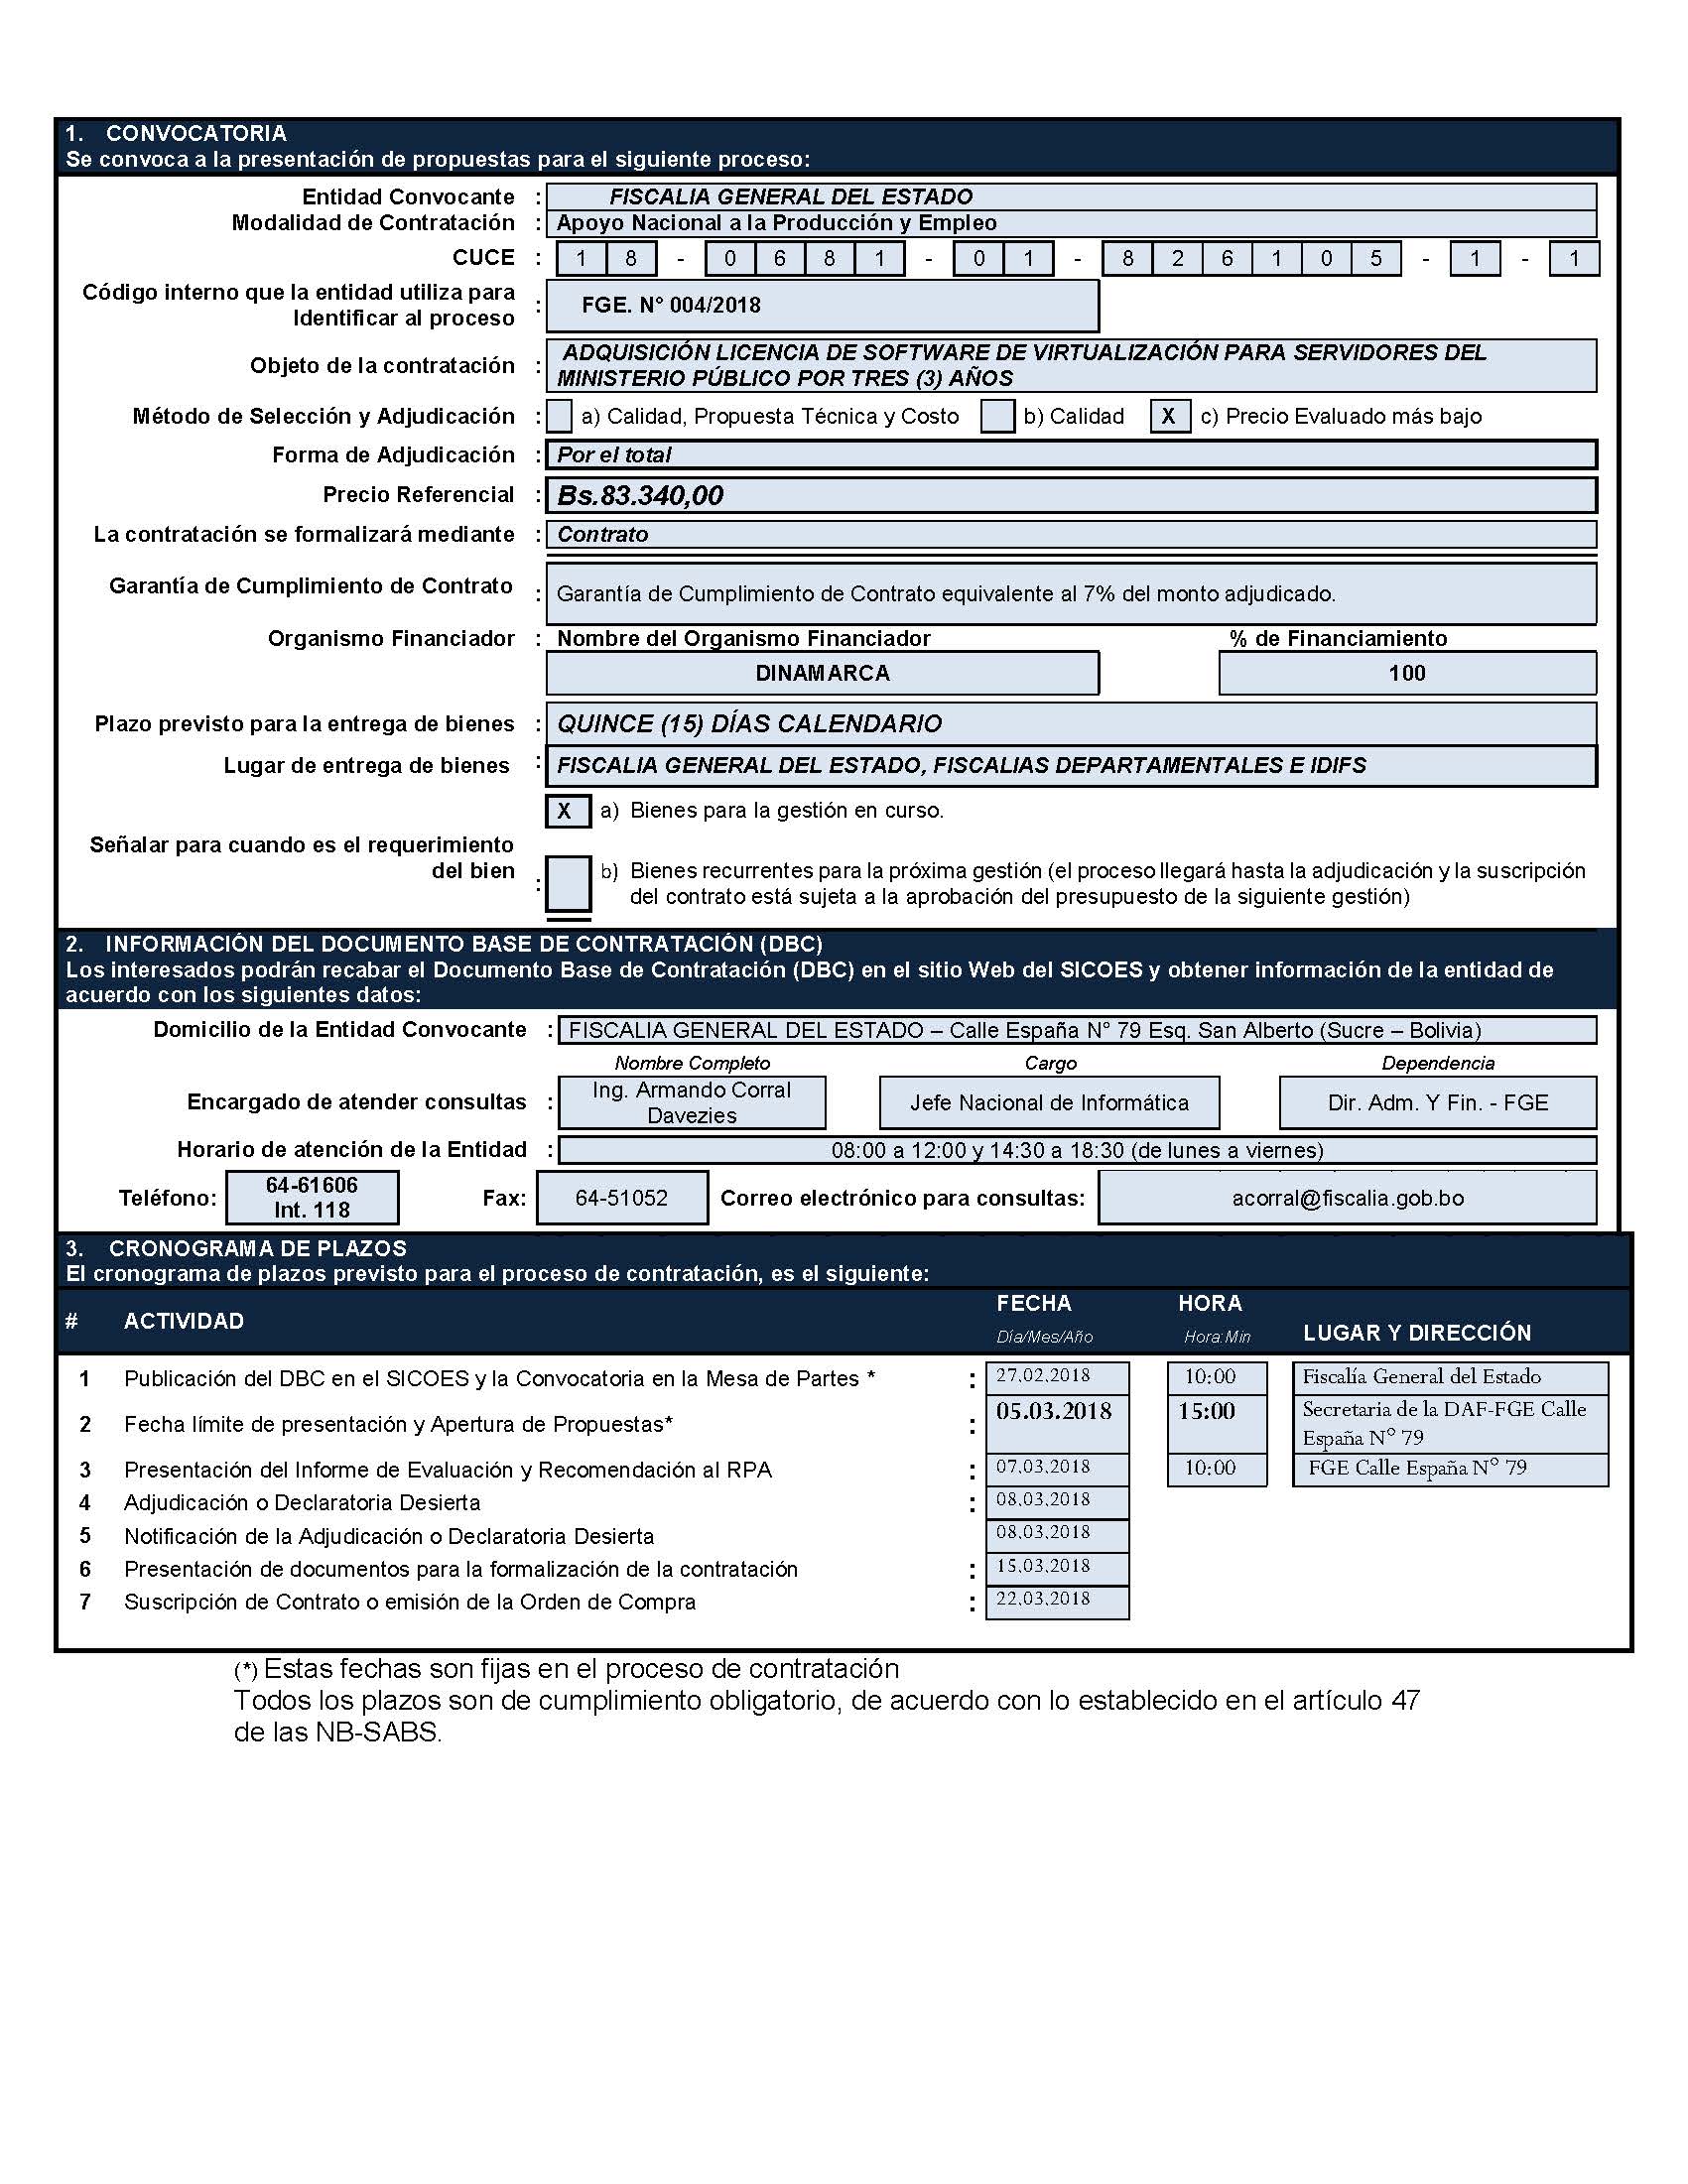 1. CONVOCATORIA
Se convoca a la presentación de propuestas para el siguiente proceso:
Entidad Convocante : FISCALIA GENERAL DEL ESTADO
Modalidad de Contratación : Apoyo Nacional a la Producción y Empleo
CUCE : 1 8 - 0 6 8 1 - 0 1 - 8 2 6 1 0 5 - 1 - 1
Código interno que la entidad utiliza para
Identificar al proceso : FGE. N° 004/2018
Objeto de la contratación : ADQUISICIÓN LICENCIA DE SOFTWARE DE VIRTUALIZACIÓN PARA SERVIDORES DEL
MINISTERIO PÚBLICO POR TRES (3) AÑOS
Método de Selección y Adjudicación : a) Calidad, Propuesta Técnica y Costo b) Calidad X c) Precio Evaluado más bajo
Forma de Adjudicación : Por el total
Precio Referencial : Bs.83.340,00
La contratación se formalizará mediante : Contrato
Garantía de Cumplimiento de Contrato : Garantía de Cumplimiento de Contrato equivalente al 7% del monto adjudicado.
Organismo Financiador : Nombre del Organismo Financiador % de Financiamiento
DINAMARCA 100
Plazo previsto para la entrega de bienes : QUINCE (15) DÍAS CALENDARIO
Lugar de entrega de bienes : FISCALIA GENERAL DEL ESTADO, FISCALIAS DEPARTAMENTALES E IDIFS
X a) Bienes para la gestión en curso.
Señalar para cuando es el requerimiento
del bien :
b) Bienes recurrentes para la próxima gestión (el proceso llegará hasta la adjudicación y la suscripción
del contrato está sujeta a la aprobación del presupuesto de la siguiente gestión)
2. INFORMACIÓN DEL DOCUMENTO BASE DE CONTRATACIÓN (DBC)
Los interesados podrán recabar el Documento Base de Contratación (DBC) en el sitio Web del SICOES y obtener información de la entidad de
acuerdo con los siguientes datos:
Domicilio de la Entidad Convocante : FISCALIA GENERAL DEL ESTADO – Calle España N° 79 Esq. San Alberto (Sucre – Bolivia)
Nombre Completo Cargo Dependencia
Encargado de atender consultas : Ing. Armando Corral
Davezies Jefe Nacional de Informática Dir. Adm. Y Fin. - FGE
Horario de atención de la Entidad : 08:00 a 12:00 y 14:30 a 18:30 (de lunes a viernes)
Teléfono: 64-61606
Int. 118 Fax: 64-51052 Correo electrónico para consultas: acorral@fiscalia.gob.bo
3. CRONOGRAMA DE PLAZOS
El cronograma de plazos previsto para el proceso de contratación, es el siguiente:
# ACTIVIDAD FECHA HORA LUGAR Y DIRECCIÓN
Día/Mes/Año Hora:Min
1 Publicación del DBC en el SICOES y la Convocatoria en la Mesa de Partes * : 27.02.2018 10:00 Fiscalía General del Estado
2 Fecha límite de presentación y Apertura de Propuestas* : 05.03.2018 15:00 Secretaria de la DAF-FGE Calle
España N° 79
3 Presentación del Informe de Evaluación y Recomendación al RPA : 07.03.2018 10:00 FGE Calle España N° 79
4 Adjudicación o Declaratoria Desierta : 08.03.2018
5 Notificación de la Adjudicación o Declaratoria Desierta 08.03.2018
6 Presentación de documentos para la formalización de la contratación : 15.03.2018
7 Suscripción de Contrato o emisión de la Orden de Compra : 22.03.2018
(*) Estas fechas son fijas en el proceso de contratación
Todos los plazos son de cumplimiento obligatorio, de acuerdo con lo establecido en el artículo 47
de las NB-SABS.